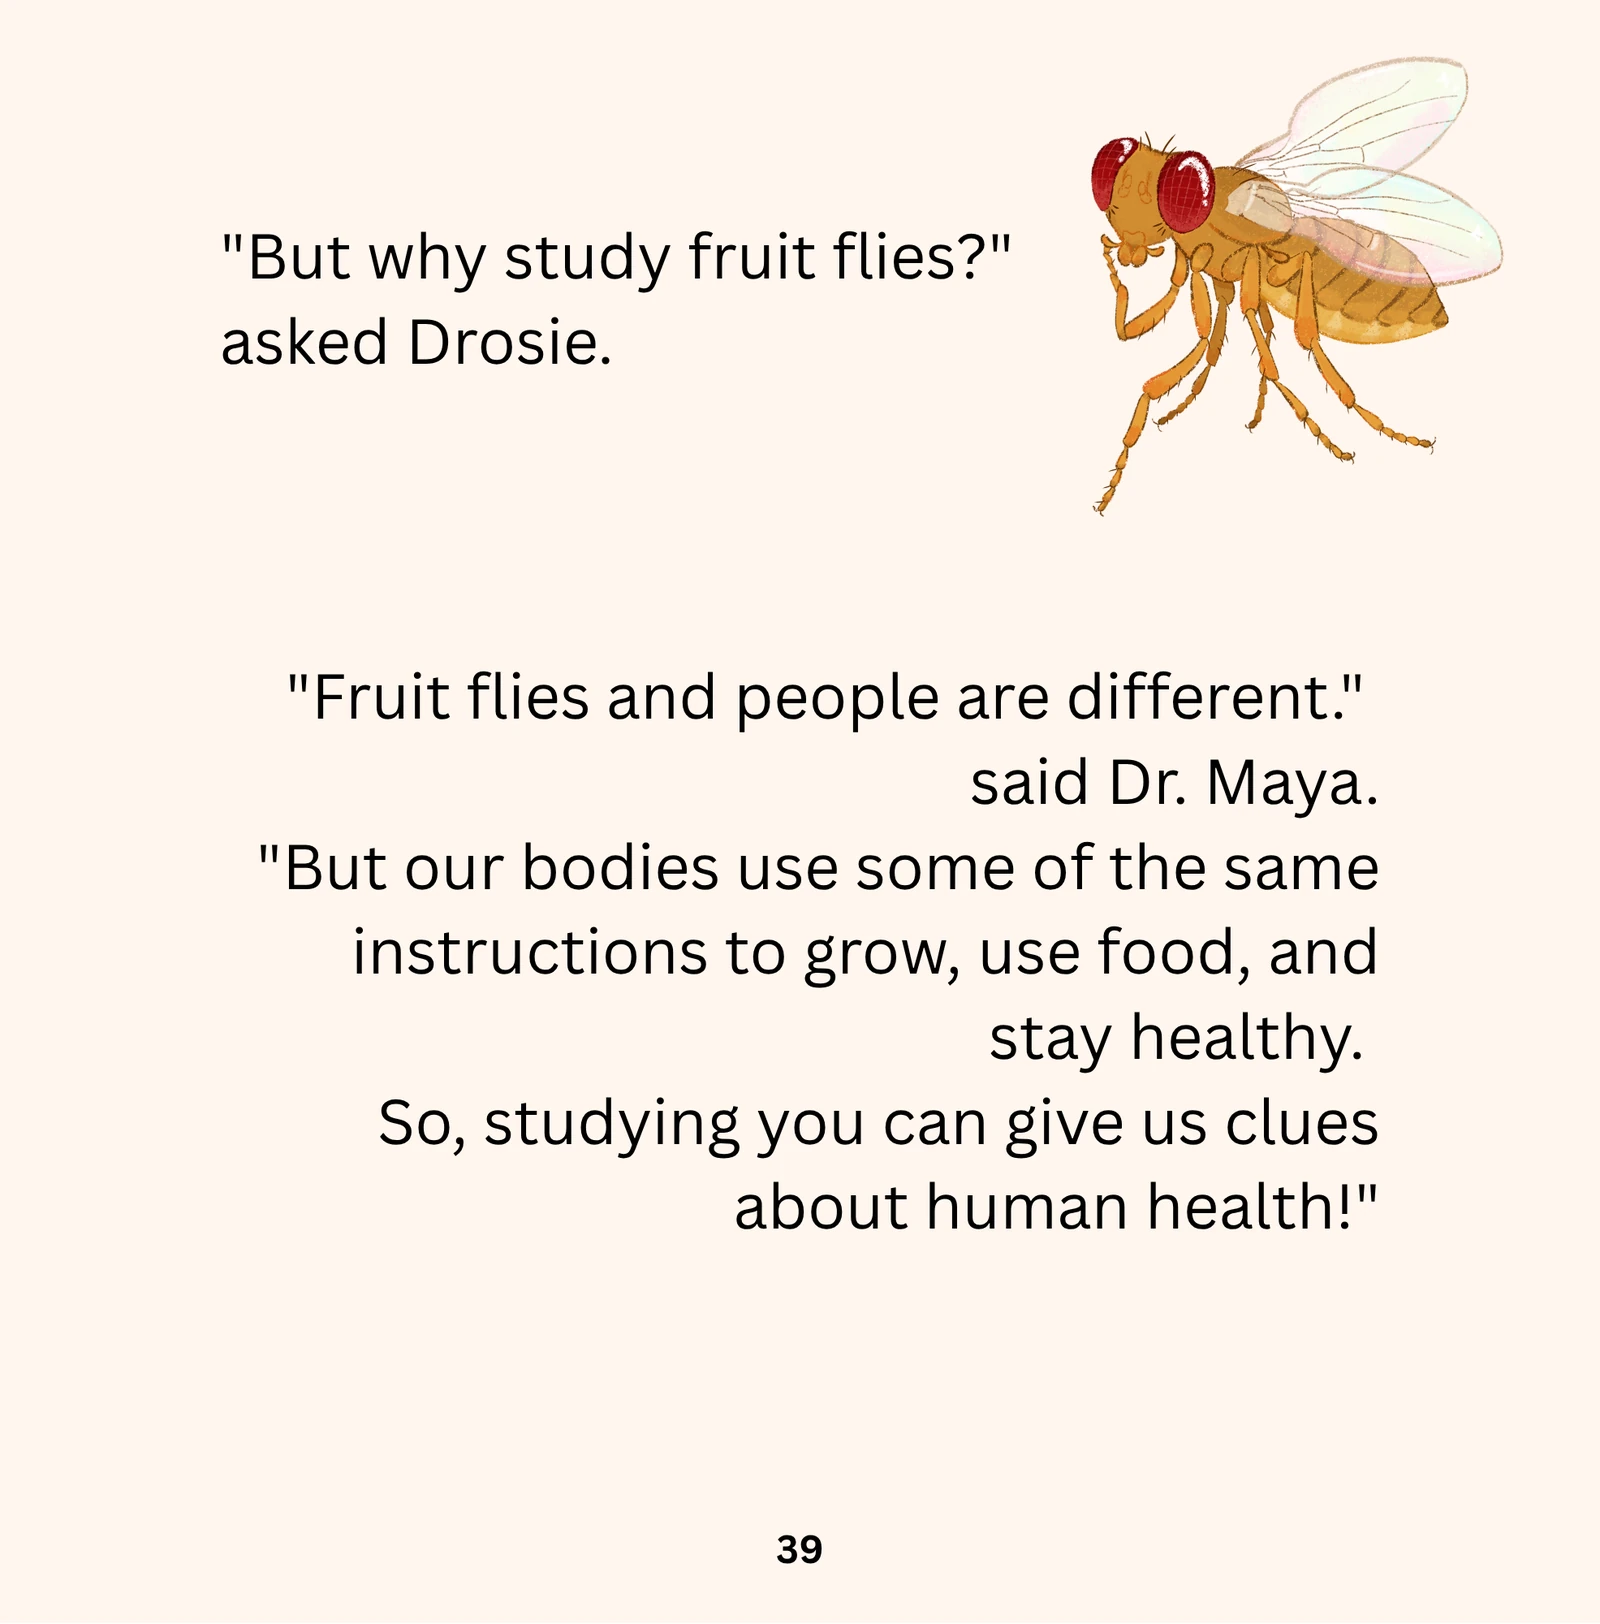 "But why study fruit flies?"
asked Drosie.
"Fruit flies and people are different."
said Dr. Maya.
"But our bodies use some of the same
instructions to grow, use food, and
stay healthy.
So, studying you can give us clues
about human health!"
39